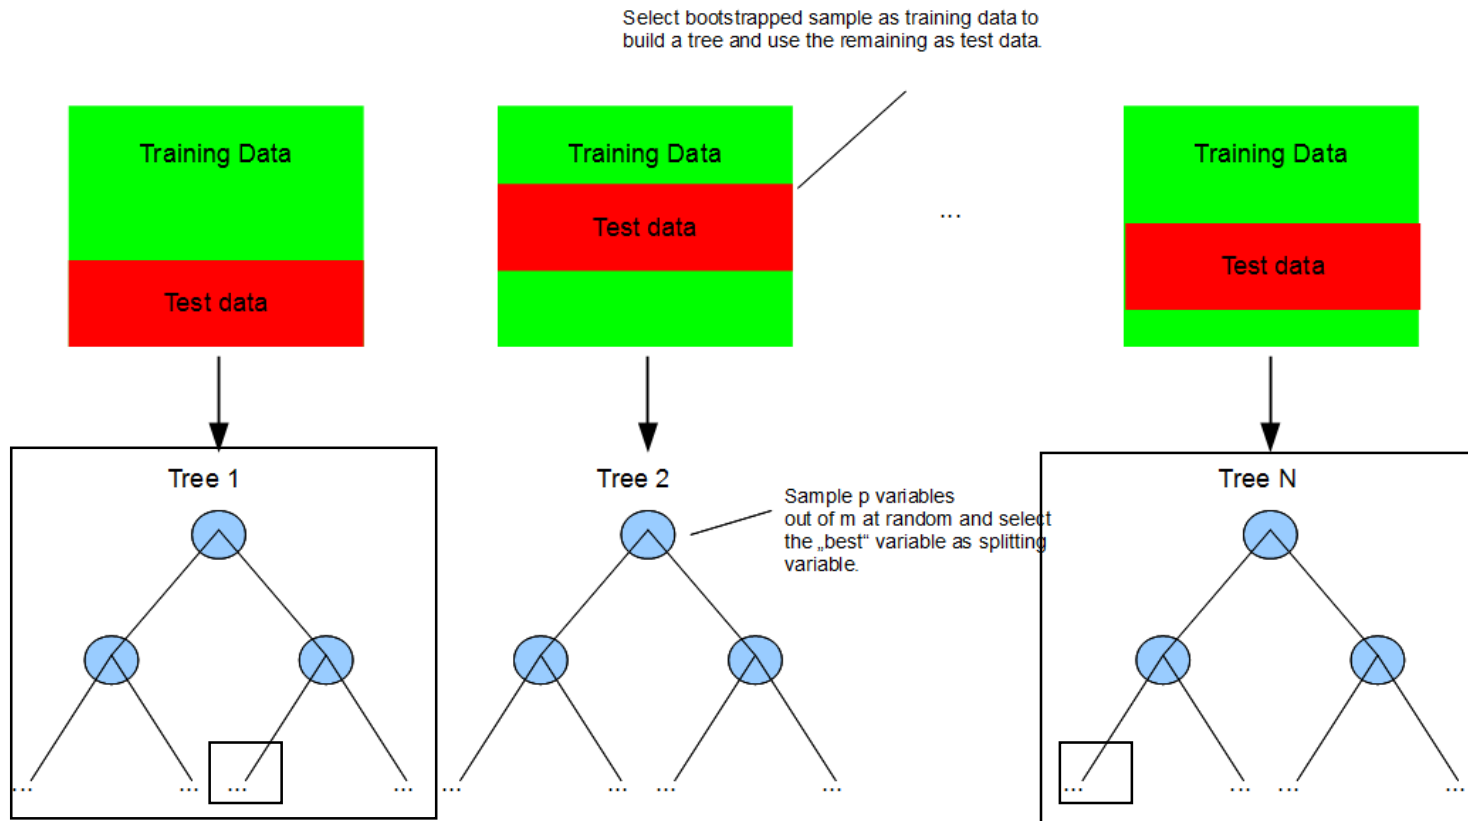 Select bootstrapped sample as training data to
build a tree and use the remaining as test data.
Training Data
Test data
Training Data
Test data
...
Training Data
Test data
Tree 1
Tree 2
Tree N
Sample p variables
out of m at random and select
the „best“ variable as splitting
variable.
... ... ... ...
... ... ... ...
... ... ... ...